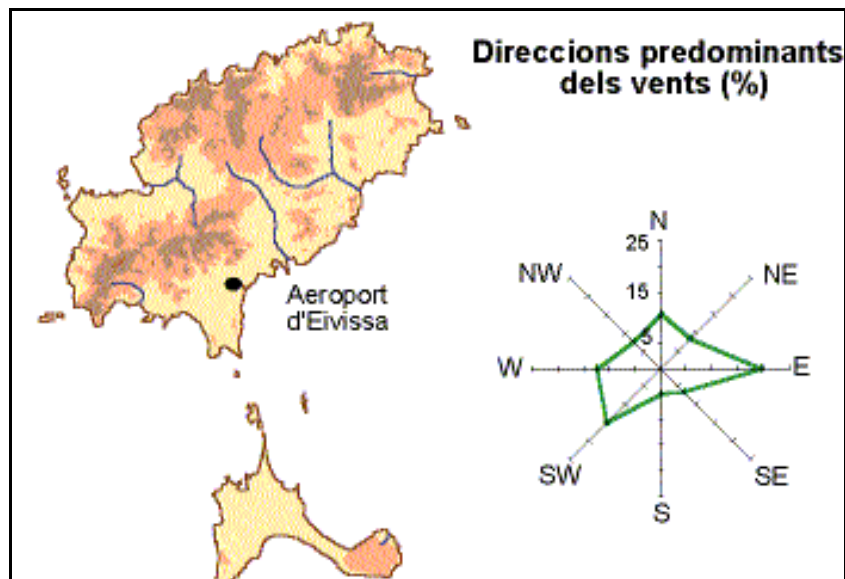 Direccions predominants
dels vents (%)
Aeroport
d'Eivissa
N
25
NW
NE
15
5
W
E
SW
SE
S